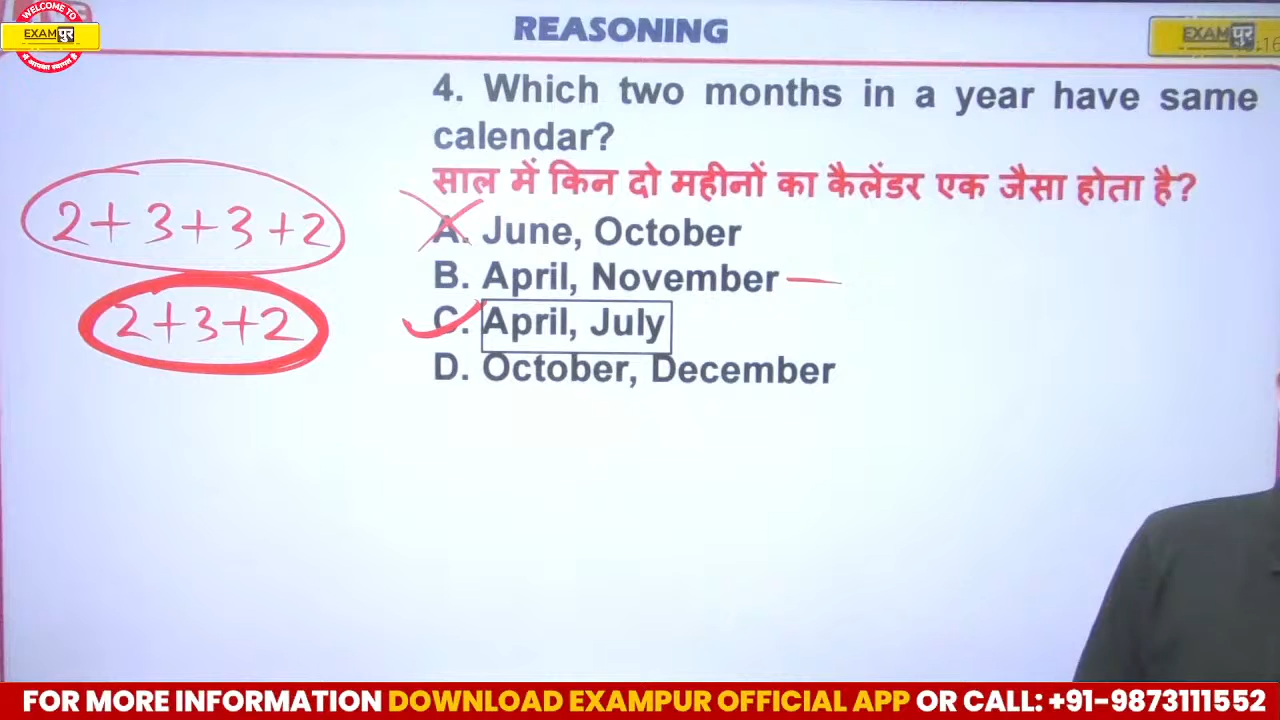 WELCOME TO
EXAMपुर
में आपका स्वागत है
REASONING
EXAMपुर
4. Which two months in a year have same
calendar?
साल में किन दो महीनों का कैलेंडर एक जैसा होता है?
A. June, October
B. April, November
C. April, July
D. October, December
2+3+3+2
2+3+2
FOR MORE INFORMATION DOWNLOAD EXAMPUR OFFICIAL APP OR CALL: +91-9873111552